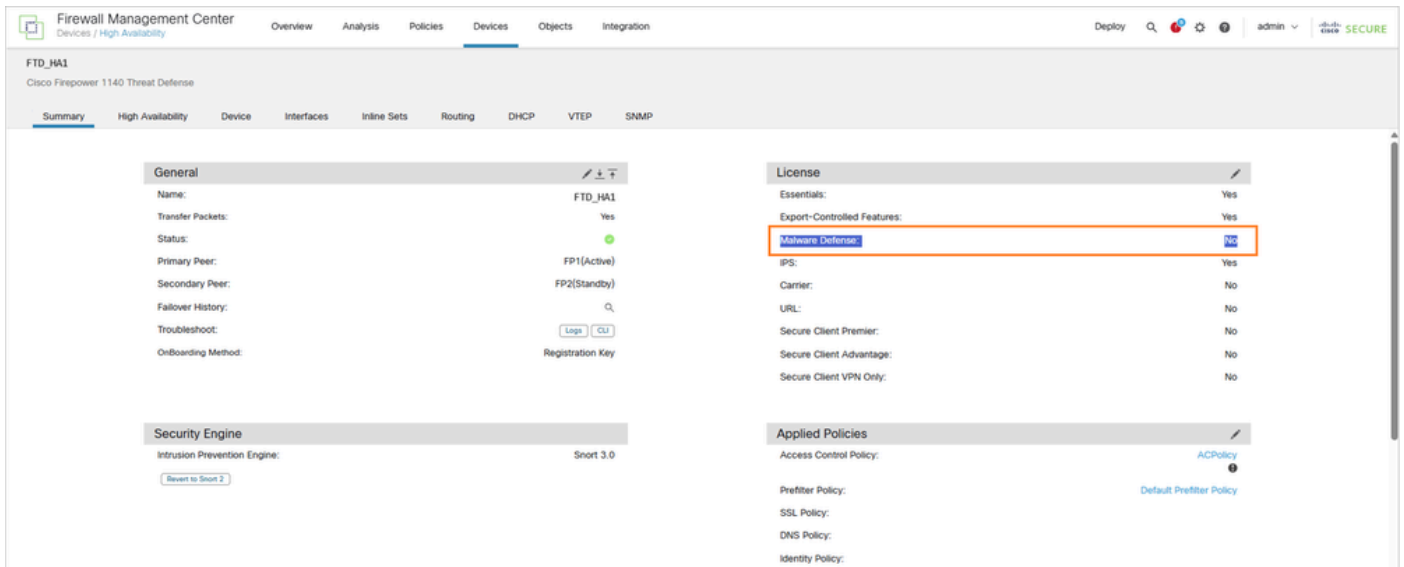 Firewall Management Center
Devices / High Availability
Overview Analysis Policies Devices Objects Integration
Deploy admin SECURE
FTD_HA1
Cisco Firepower 1140 Threat Defense
Summary High Availability Device Interfaces Inline Sets Routing DHCP VTEP SNMP
General
Name: FTD_HA1
Transfer Packets: Yes
Status:
Primary Peer: FP1(Active)
Secondary Peer: FP2(Standby)
Failover History:
Troubleshoot: Logs CLI
OnBoarding Method: Registration Key
License
Essentials: Yes
Export-Controlled Features: Yes
Malware Defense: No
IPS: Yes
Carrier: No
URL: No
Secure Client Premier: No
Secure Client Advantage: No
Secure Client VPN Only: No
Security Engine
Intrusion Prevention Engine: Snort 3.0
Revert to Snort 2
Applied Policies
Access Control Policy: ACPolicy
Prefilter Policy: Default Prefilter Policy
SSL Policy:
DNS Policy:
Identity Policy: